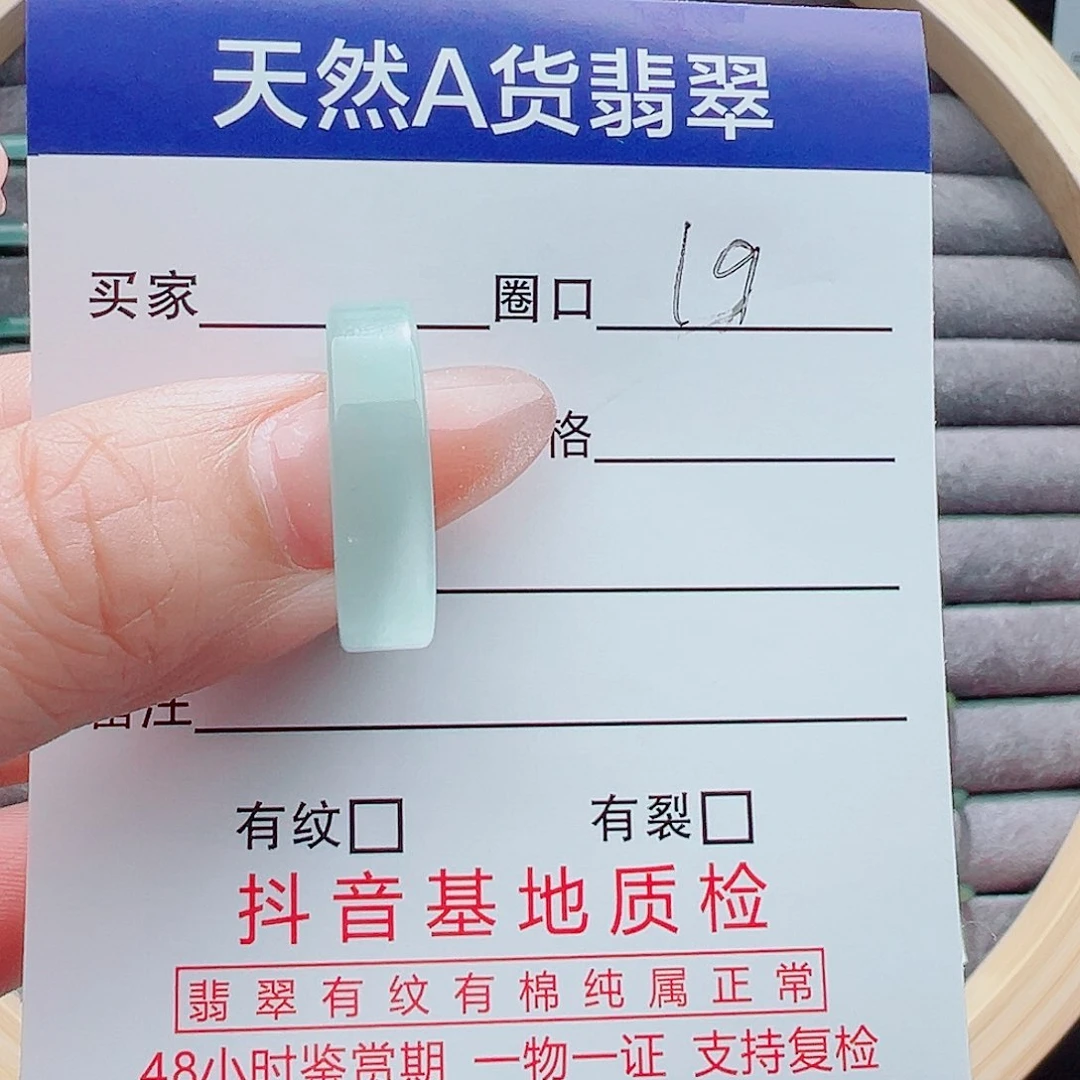 天然A货翡翠
买家 圈口 19
格
备注
有纹 有裂
抖音基地质检
翡翠有纹有棉纯属正常
48小时鉴赏期 一物一证 支持复检